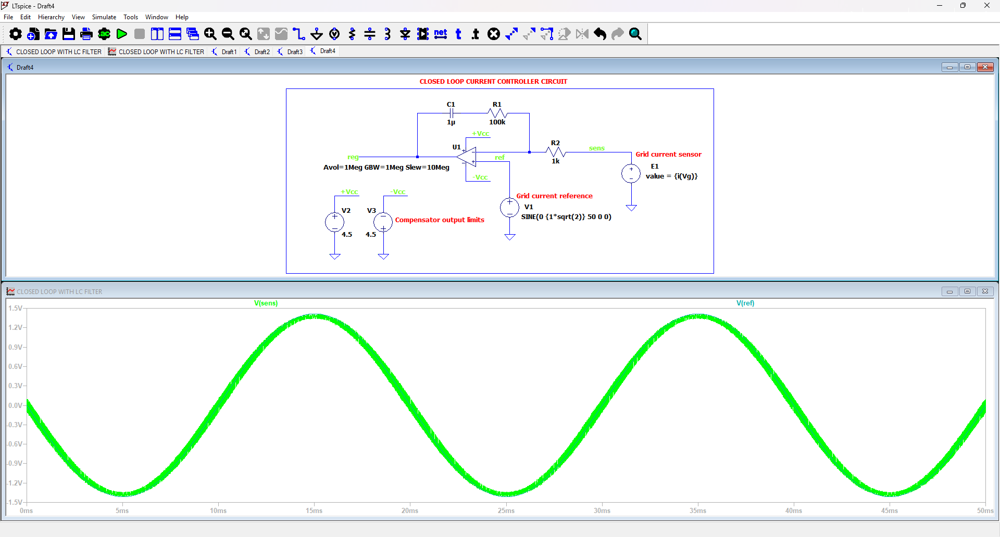 LTspice - Draft4
File Edit Hierarchy View Simulate Tools Window Help
.ac net t .t
CLOSED LOOP WITH LC FILTER CLOSED LOOP WITH LC FILTER Draft1 Draft2 Draft3 Draft4
Draft4
CLOSED LOOP CURRENT CONTROLLER CIRCUIT
C1 R1
1µ 100k
+Vcc
U1
R2
sens
Grid current sensor
reg
ref
1k
E1
Avol=1Meg GBW=1Meg Slew=10Meg
value = {i(Vg)}
-Vcc
+Vcc -Vcc
Grid current reference
V2 V3
V1
SINE(0 {1*sqrt(2)} 50 0 0)
Compensator output limits
4.5 4.5
CLOSED LOOP WITH LC FILTER
V(sens) V(ref)
1.5V
1.2V
0.9V
0.6V
0.3V
0.0V
-0.3V
-0.6V
-0.9V
-1.2V
-1.5V
0ms 5ms 10ms 15ms 20ms 25ms 30ms 35ms 40ms 45ms 50ms